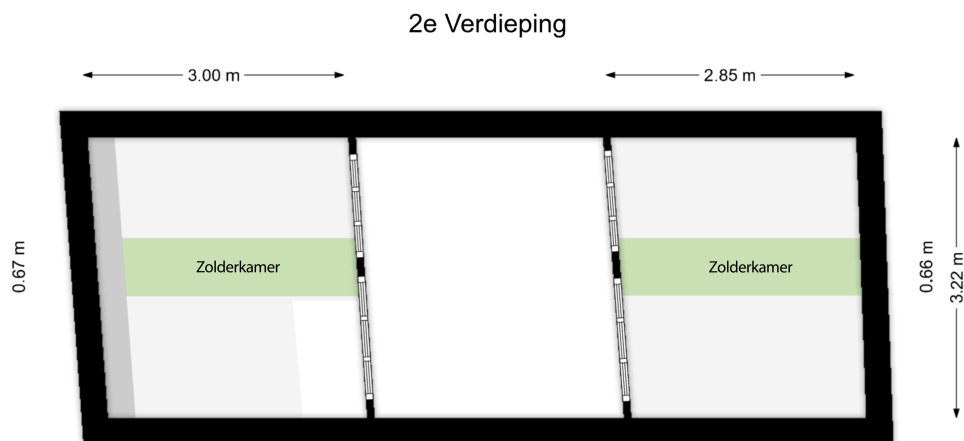 2e Verdieping
3.00 m
2.85 m
0.67 m
Zolderkamer
Zolderkamer
0.66 m
3.22 m